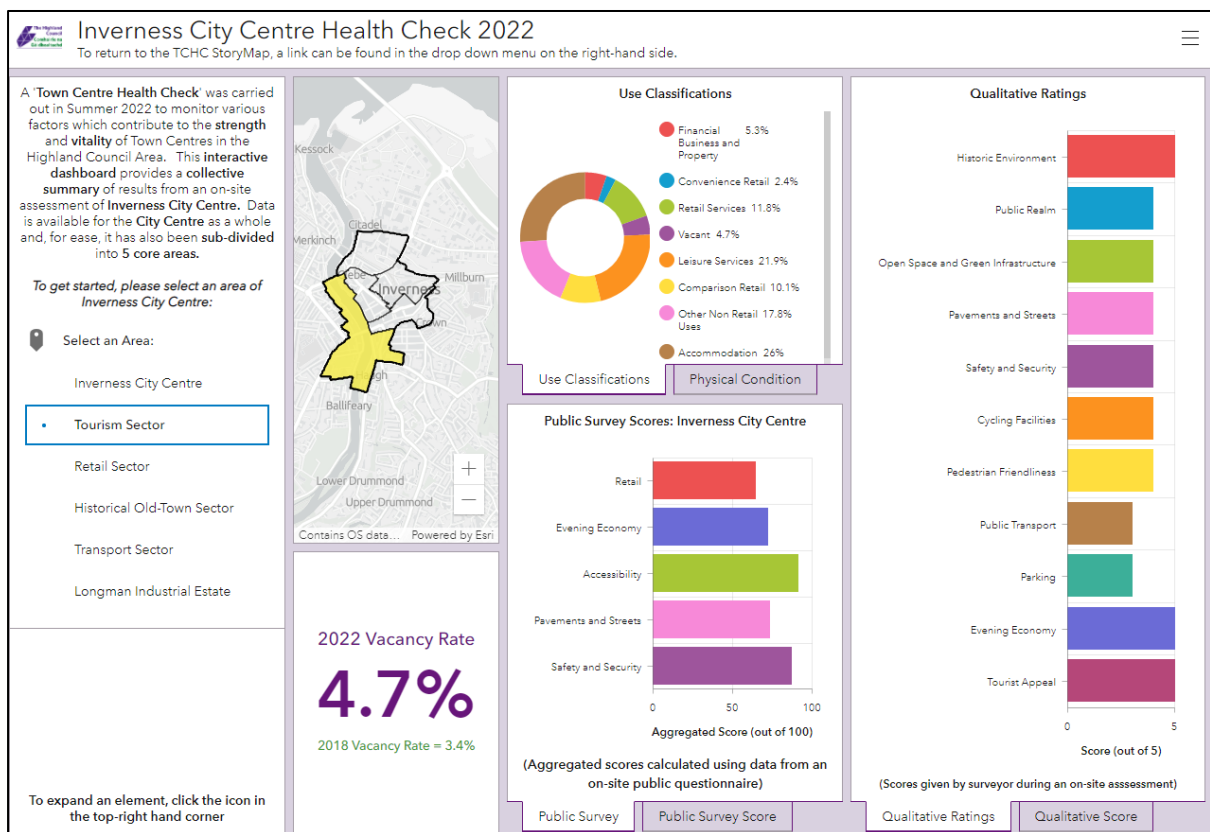 The Highland
Council
Comhairle na
Gàidhealtachd
Inverness City Centre Health Check 2022
To return to the TCHC StoryMap, a link can be found in the drop down menu on the right-hand side.
A 'Town Centre Health Check' was carried
out in Summer 2022 to monitor various
factors which contribute to the strength
and vitality of Town Centres in the
Highland Council Area. This interactive
dashboard provides a collective
summary of results from an on-site
assessment of Inverness City Centre. Data
is available for the City Centre as a whole
and, for ease, it has also been sub-divided
into 5 core areas.
To get started, please select an area of
Inverness City Centre:
Select an Area:
Inverness City Centre
Tourism Sector
Retail Sector
Historical Old-Town Sector
Transport Sector
Longman Industrial Estate
To expand an element, click the icon in
the top-right hand corner
Kessock
Citadel
Merkinch
Millburn
Inverness
Crown
Ballifeary
Lower Drummond
Upper Drummond
+
−
Contains OS data... Powered by Esri
2022 Vacancy Rate
4.7%
2018 Vacancy Rate = 3.4%
Use Classifications
Financial 5.3%
Business and
Property
Convenience Retail 2.4%
Retail Services 11.8%
Vacant 4.7%
Leisure Services 21.9%
Comparison Retail 10.1%
Other Non Retail 17.8%
Uses
Accommodation 26%
Use Classifications
Physical Condition
Public Survey Scores: Inverness City Centre
Retail
Evening Economy
Accessibility
Pavements and Streets
Safety and Security
0 50 100
Aggregated Score (out of 100)
(Aggregated scores calculated using data from an
on-site public questionnaire)
Public Survey
Public Survey Score
Qualitative Ratings
Historic Environment
Public Realm
Open Space and Green Infrastructure
Pavements and Streets
Safety and Security
Cycling Facilities
Pedestrian Friendliness
Public Transport
Parking
Evening Economy
Tourist Appeal
0 5
Score (out of 5)
(Scores given by surveyor during an on-site asssessment)
Qualitative Ratings
Qualitative Score